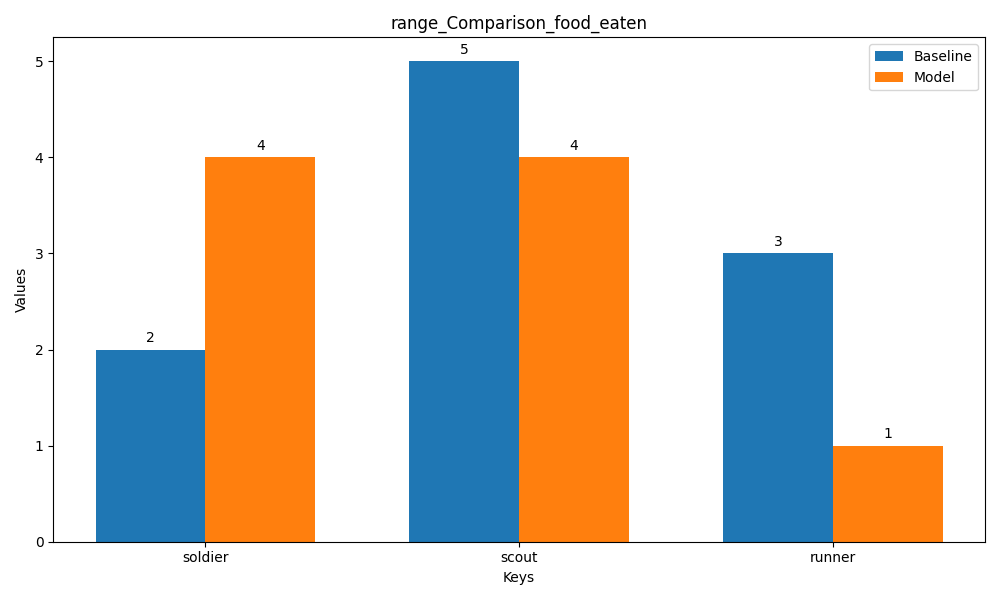 range_Comparison_food_eaten
Baseline
Model
5
4
3
2
1
0
Values
2
4
5
4
3
1
soldier
scout
runner
Keys